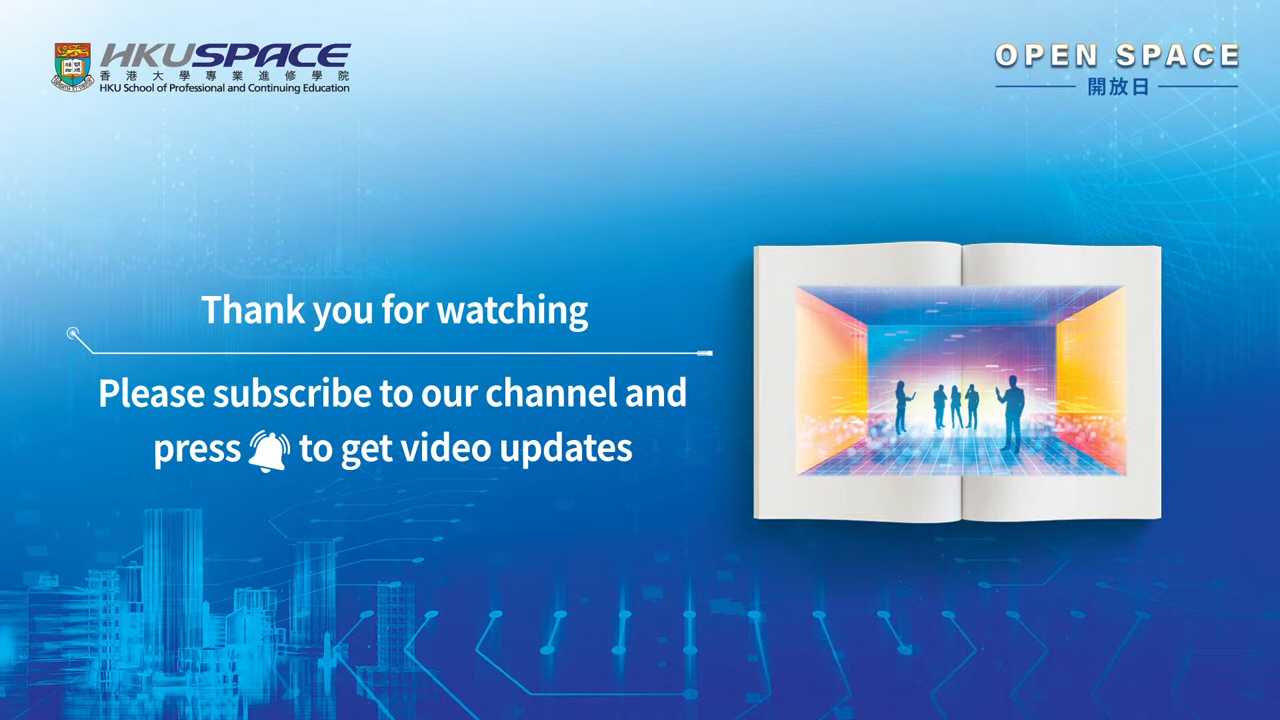 HKUSPACE
香港大學專業進修學院
HKU School of Professional and Continuing Education
OPEN SPACE
開放日
Thank you for watching
Please subscribe to our channel and
press to get video updates